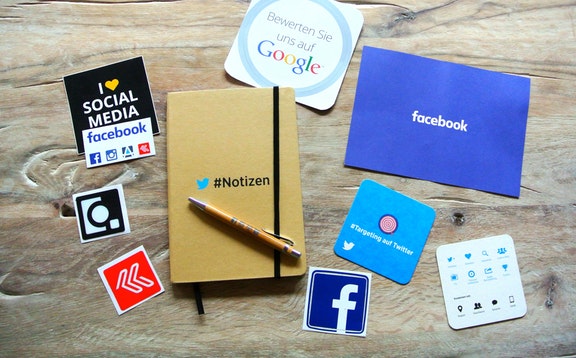 Bewerten Sie
uns auf
Google
I
SOCIAL
MEDIA
facebook
facebook
#Notizen
#Targeting auf Twitter